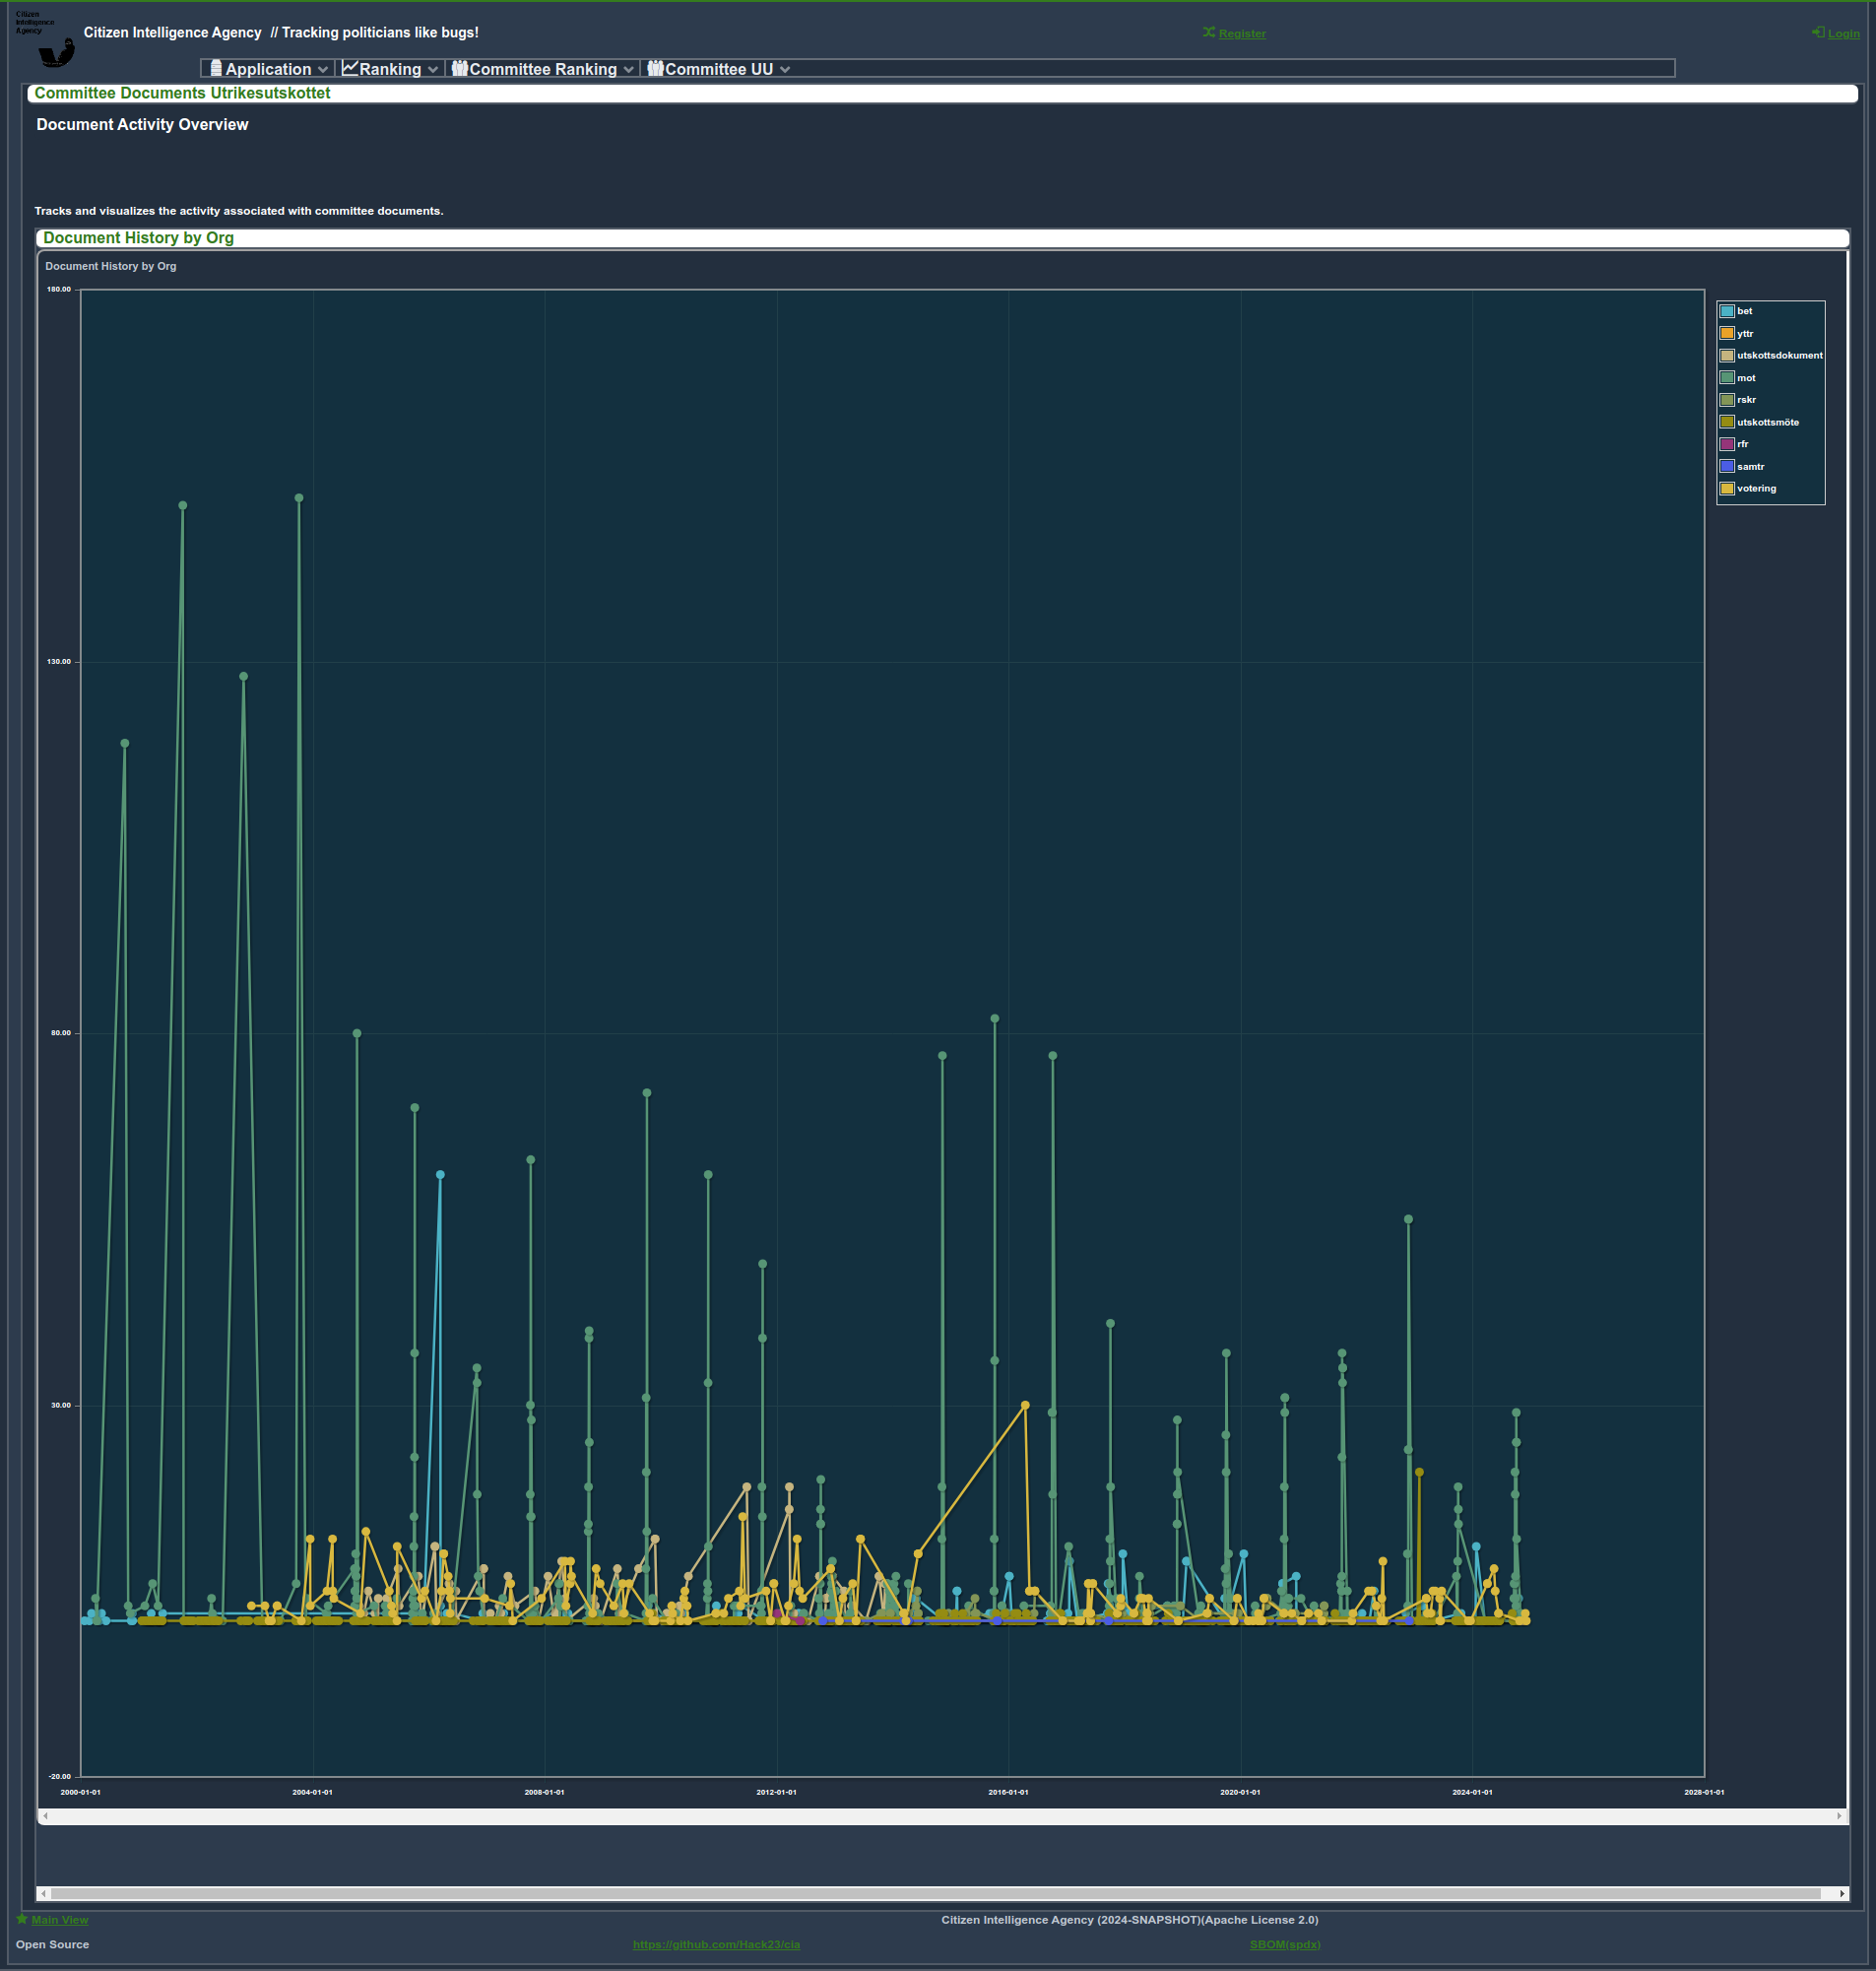 Citizen
Intelligence
Agency
Citizen Intelligence Agency // Tracking politicians like bugs!
Register
Login
Application
Ranking
Committee Ranking
Committee UU
Committee Documents Utrikesutskottet
Document Activity Overview
Tracks and visualizes the activity associated with committee documents.
Document History by Org
Document History by Org
180.00
130.00
80.00
30.00
-20.00
2000-01-01
2004-01-01
2008-01-01
2012-01-01
2016-01-01
2020-01-01
2024-01-01
2028-01-01
bet
yttr
utskottsdokument
mot
rskr
utskottsmöte
rfr
samtr
votering
Main View
Citizen Intelligence Agency (2024-SNAPSHOT)(Apache License 2.0)
Open Source
https://github.com/Hack23/cia
SBOM(spdx)